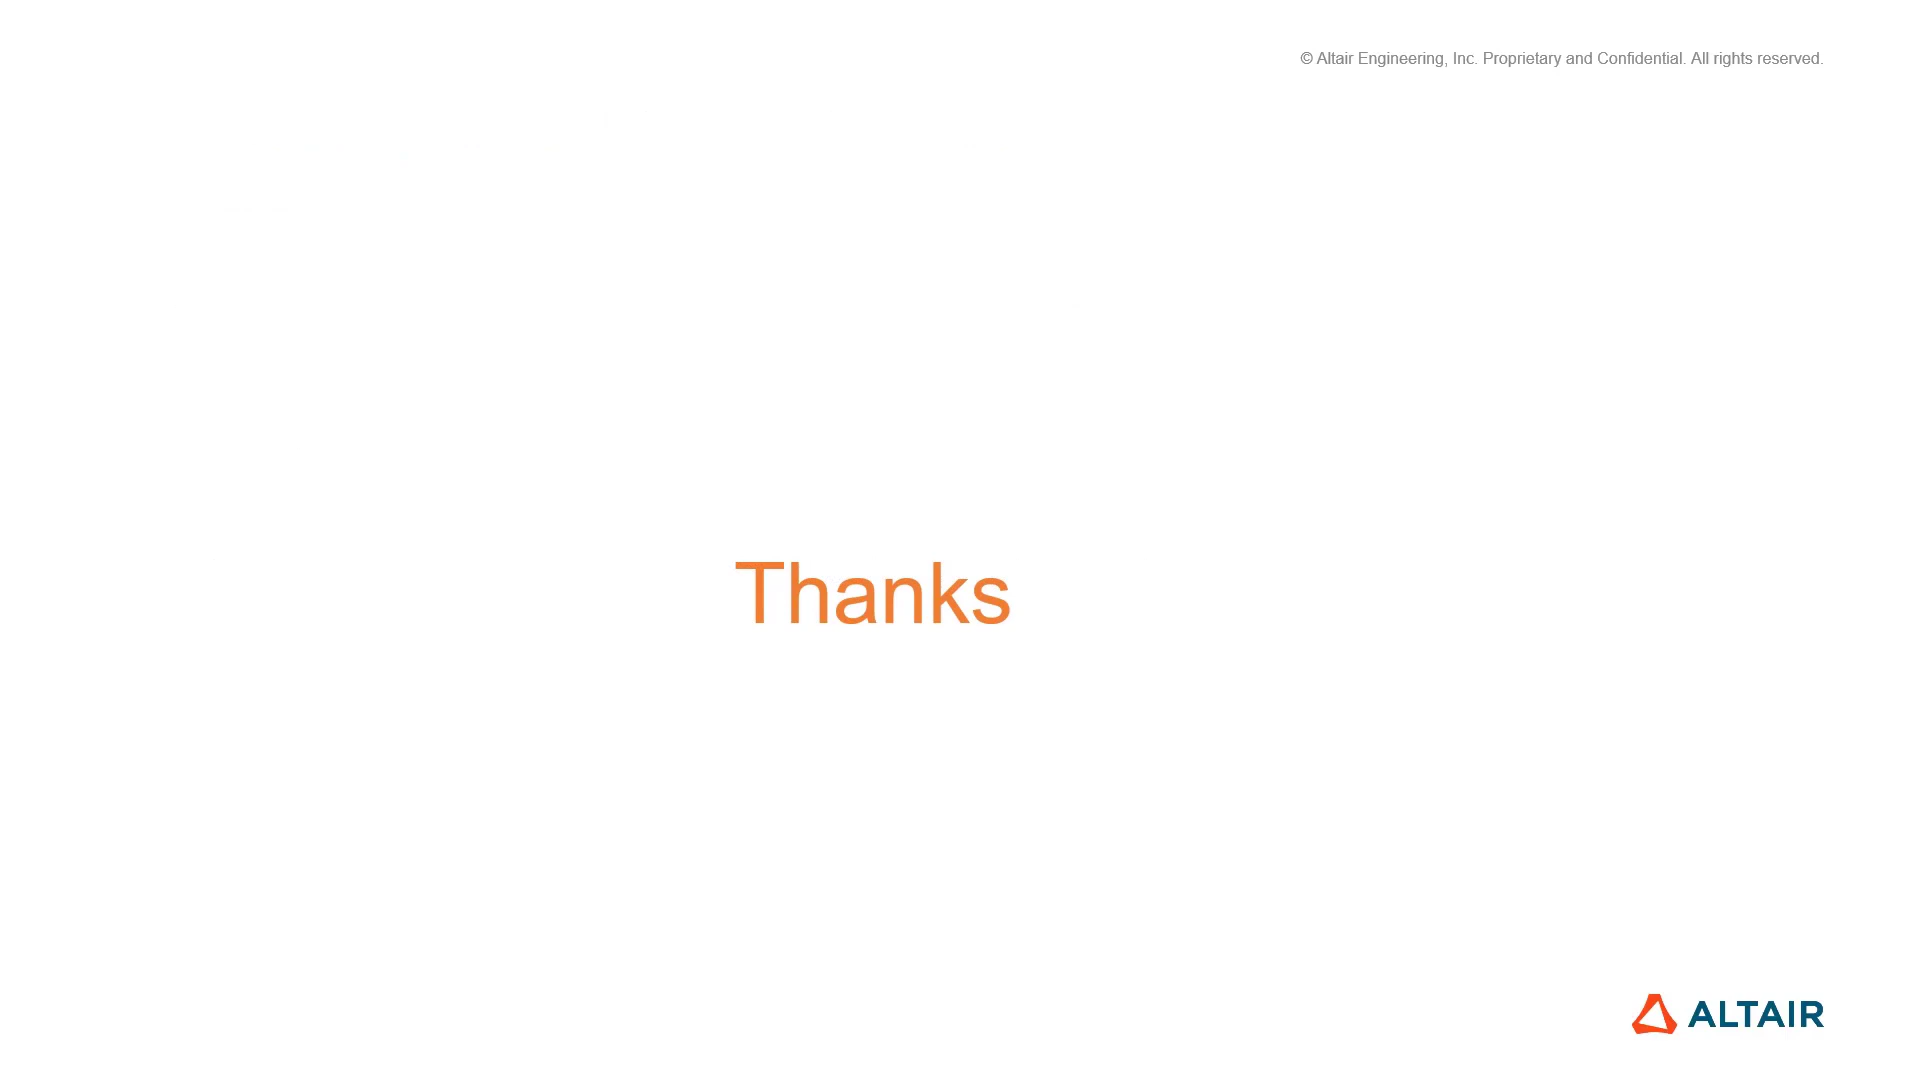 © Altair Engineering, Inc. Proprietary and Confidential. All rights reserved.
Thanks
ALTAIR